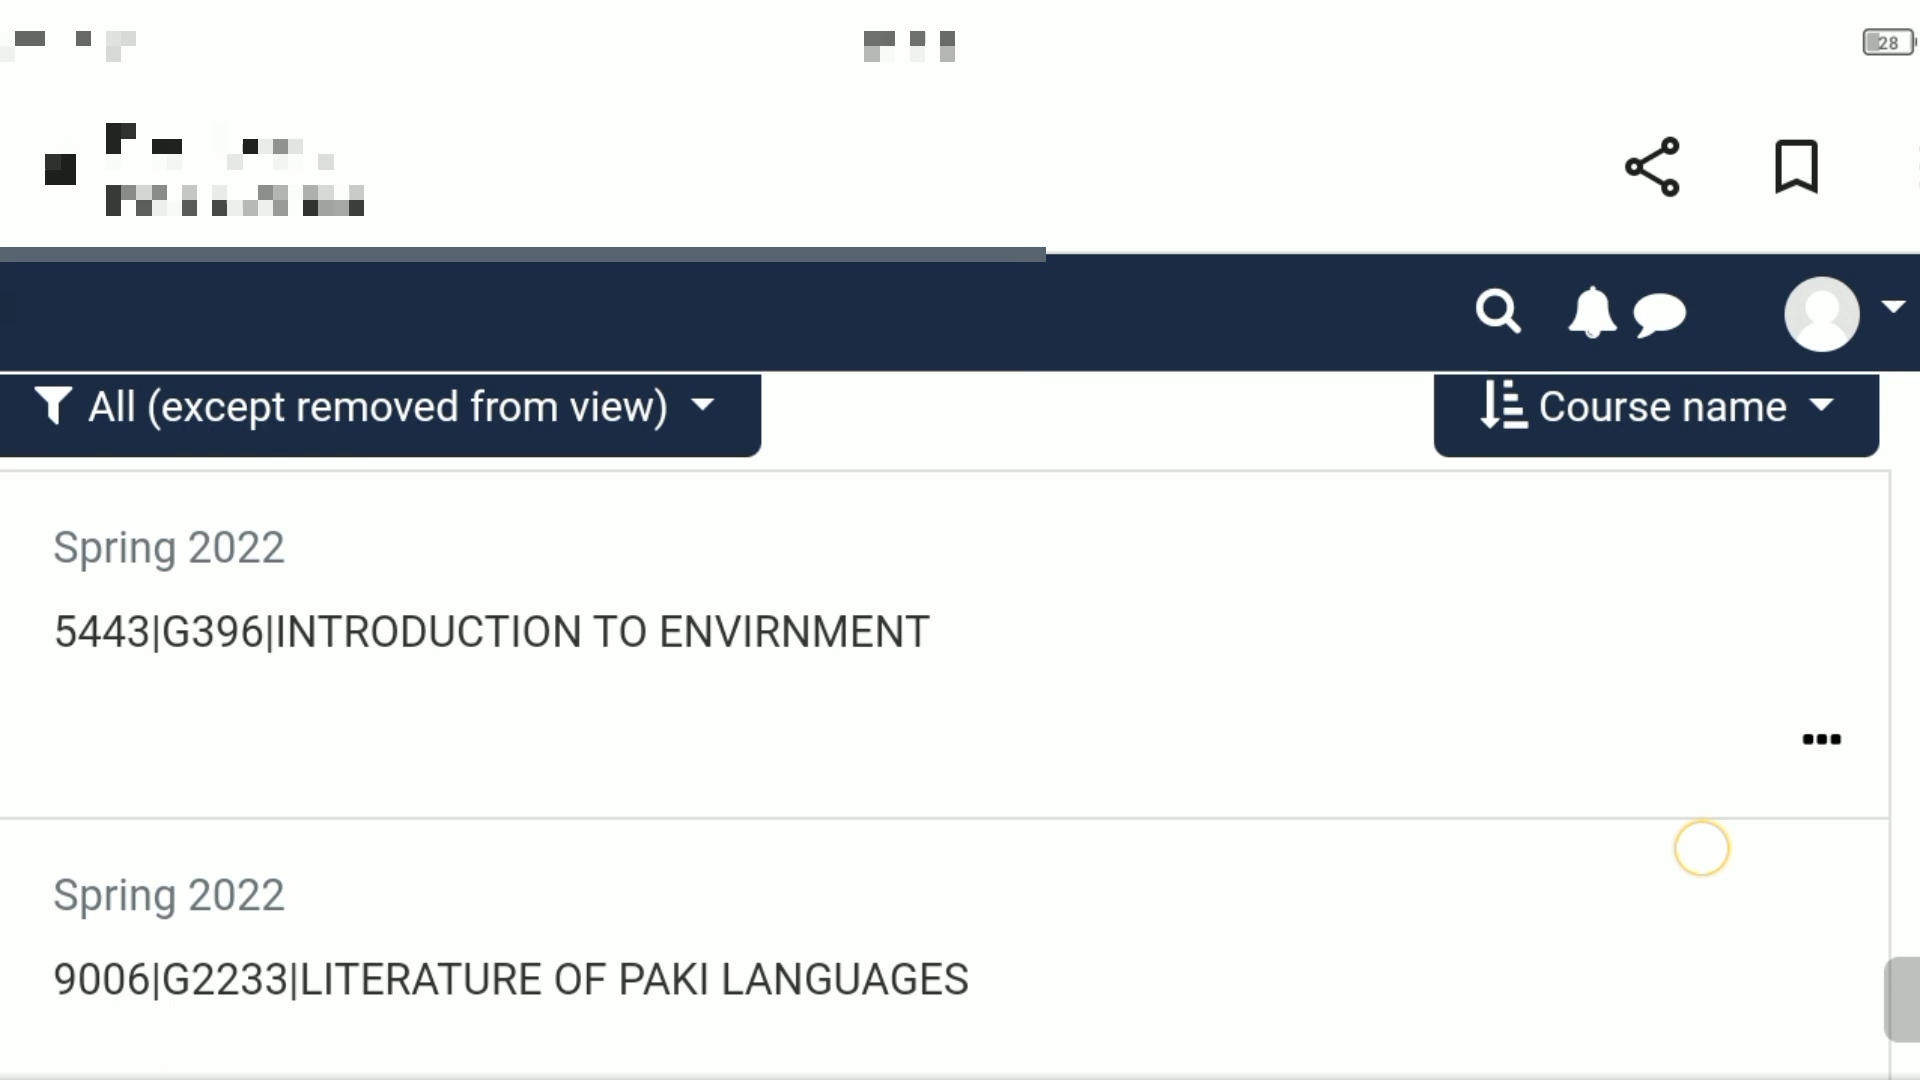 28
All (except removed from view)
Course name
Spring 2022
5443|G396|INTRODUCTION TO ENVIRNMENT
Spring 2022
9006|G2233|LITERATURE OF PAKI LANGUAGES